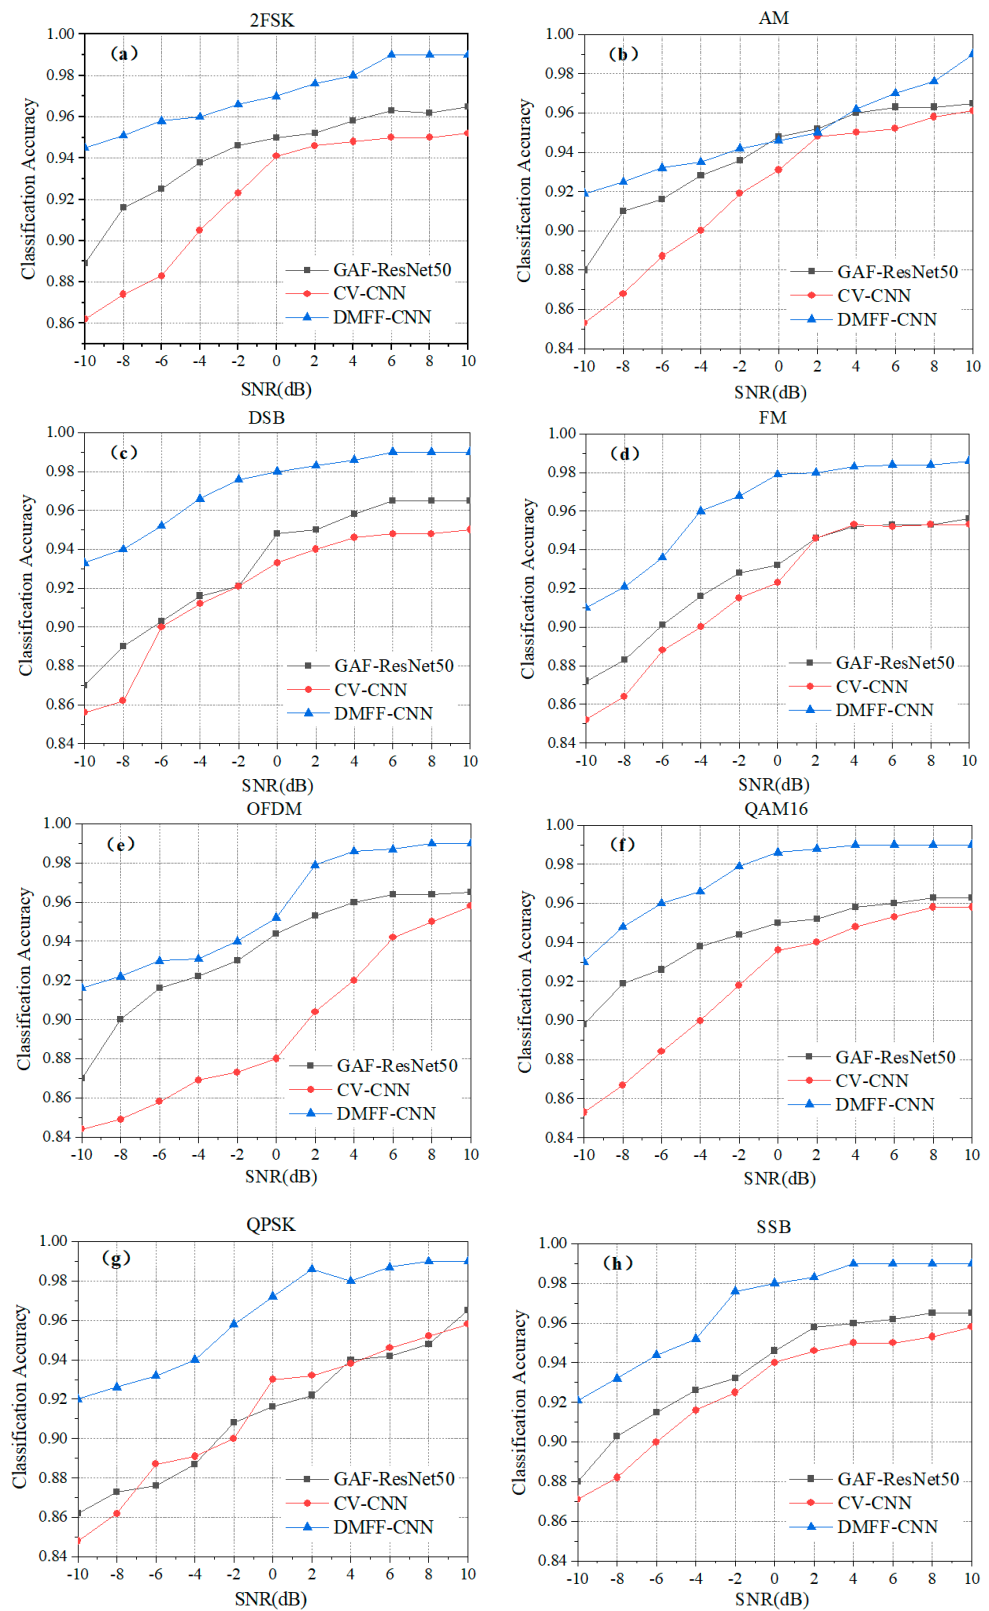 2FSK
(a)
1.00
0.98
0.96
0.94
0.92
0.90
0.88
0.86
Classification Accuracy
GAF-ResNet50
CV-CNN
DMFF-CNN
-10 -8 -6 -4 -2 0 2 4 6 8 10
SNR(dB)
AM
(b)
1.00
0.98
0.96
0.94
0.92
0.90
0.88
0.86
0.84
Classification Accuracy
GAF-ResNet50
CV-CNN
DMFF-CNN
-10 -8 -6 -4 -2 0 2 4 6 8 10
SNR(dB)
DSB
(c)
1.00
0.98
0.96
0.94
0.92
0.90
0.88
0.86
0.84
Classification Accuracy
GAF-ResNet50
CV-CNN
DMFF-CNN
-10 -8 -6 -4 -2 0 2 4 6 8 10
SNR(dB)
FM
(d)
1.00
0.98
0.96
0.94
0.92
0.90
0.88
0.86
0.84
Classification Accuracy
GAF-ResNet50
CV-CNN
DMFF-CNN
-10 -8 -6 -4 -2 0 2 4 6 8 10
SNR(dB)
OFDM
(e)
1.00
0.98
0.96
0.94
0.92
0.90
0.88
0.86
0.84
Classification Accuracy
GAF-ResNet50
CV-CNN
DMFF-CNN
-10 -8 -6 -4 -2 0 2 4 6 8 10
SNR(dB)
QAM16
(f)
1.00
0.98
0.96
0.94
0.92
0.90
0.88
0.86
0.84
Classification Accuracy
GAF-ResNet50
CV-CNN
DMFF-CNN
-10 -8 -6 -4 -2 0 2 4 6 8 10
SNR(dB)
QPSK
(g)
1.00
0.98
0.96
0.94
0.92
0.90
0.88
0.86
0.84
Classification Accuracy
GAF-ResNet50
CV-CNN
DMFF-CNN
-10 -8 -6 -4 -2 0 2 4 6 8 10
SNR(dB)
SSB
(h)
1.00
0.98
0.96
0.94
0.92
0.90
0.88
0.86
0.84
Classification Accuracy
GAF-ResNet50
CV-CNN
DMFF-CNN
-10 -8 -6 -4 -2 0 2 4 6 8 10
SNR(dB)